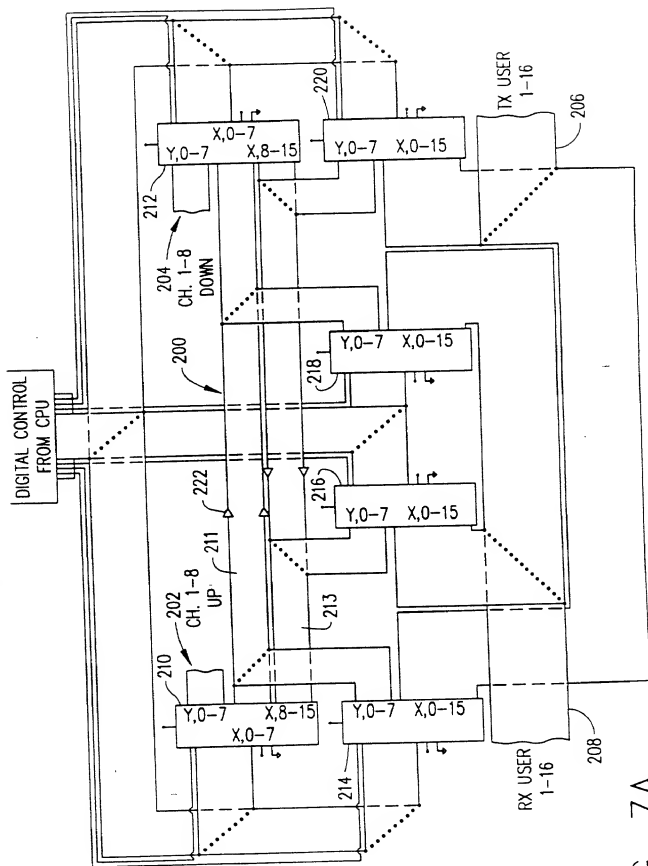 DIGITAL CONTROL
FROM CPU
210
202
CH. 1-8
UP
211
222
200
204
CH. 1-8
DOWN
212
Y,0-7
X,0-7
X,8-15
Y,0-7
X,0-7
X,8-15
213
214
Y,0-7
X,0-15
216
Y,0-7
X,0-15
218
Y,0-7
X,0-15
220
Y,0-7
X,0-15
RX USER
1-16
208
TX USER
1-16
206